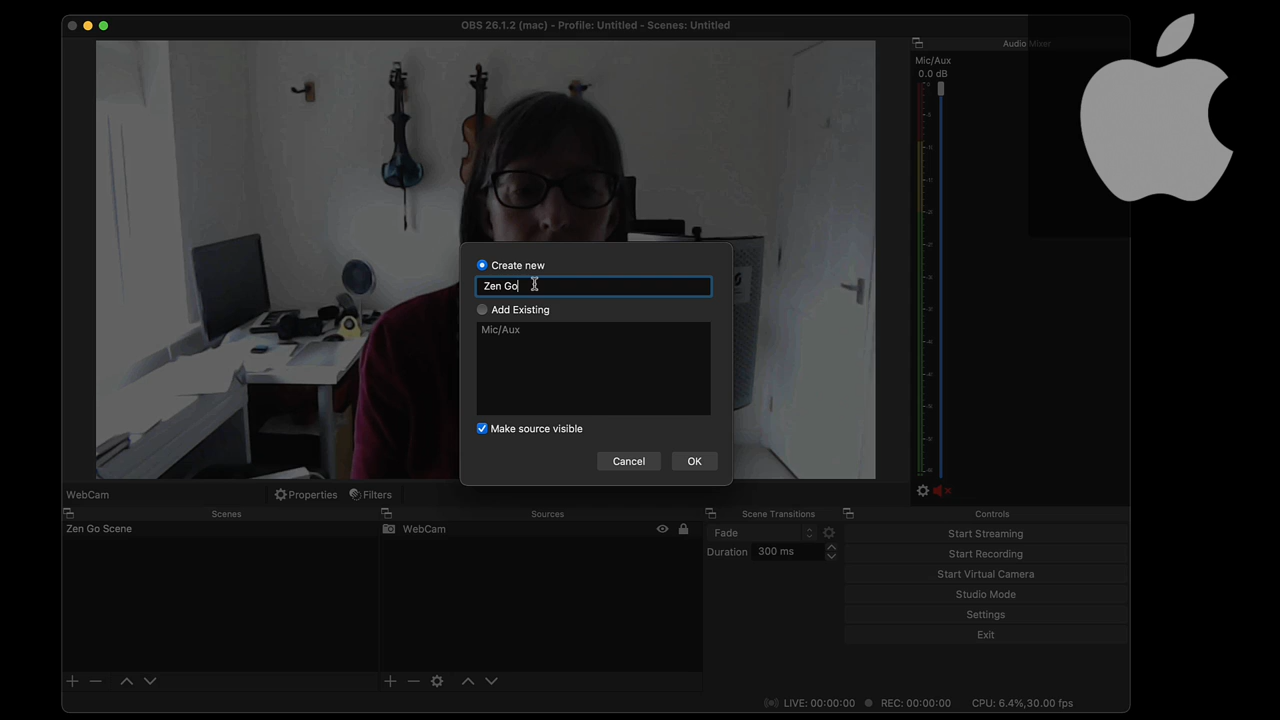 OBS 26.1.2 (mac) - Profile: Untitled - Scenes: Untitled
Audio Mixer
Mic/Aux
0.0 dB
Create new
Zen Go
Add Existing
Mic/Aux
Make source visible
Cancel
OK
WebCam
Properties
Filters
Scenes
Sources
Scene Transitions
Controls
Zen Go Scene
WebCam
Fade
Duration
300 ms
Start Streaming
Start Recording
Start Virtual Camera
Studio Mode
Settings
Exit
LIVE: 00:00:00
REC: 00:00:00
CPU: 6.4%,30.00 fps